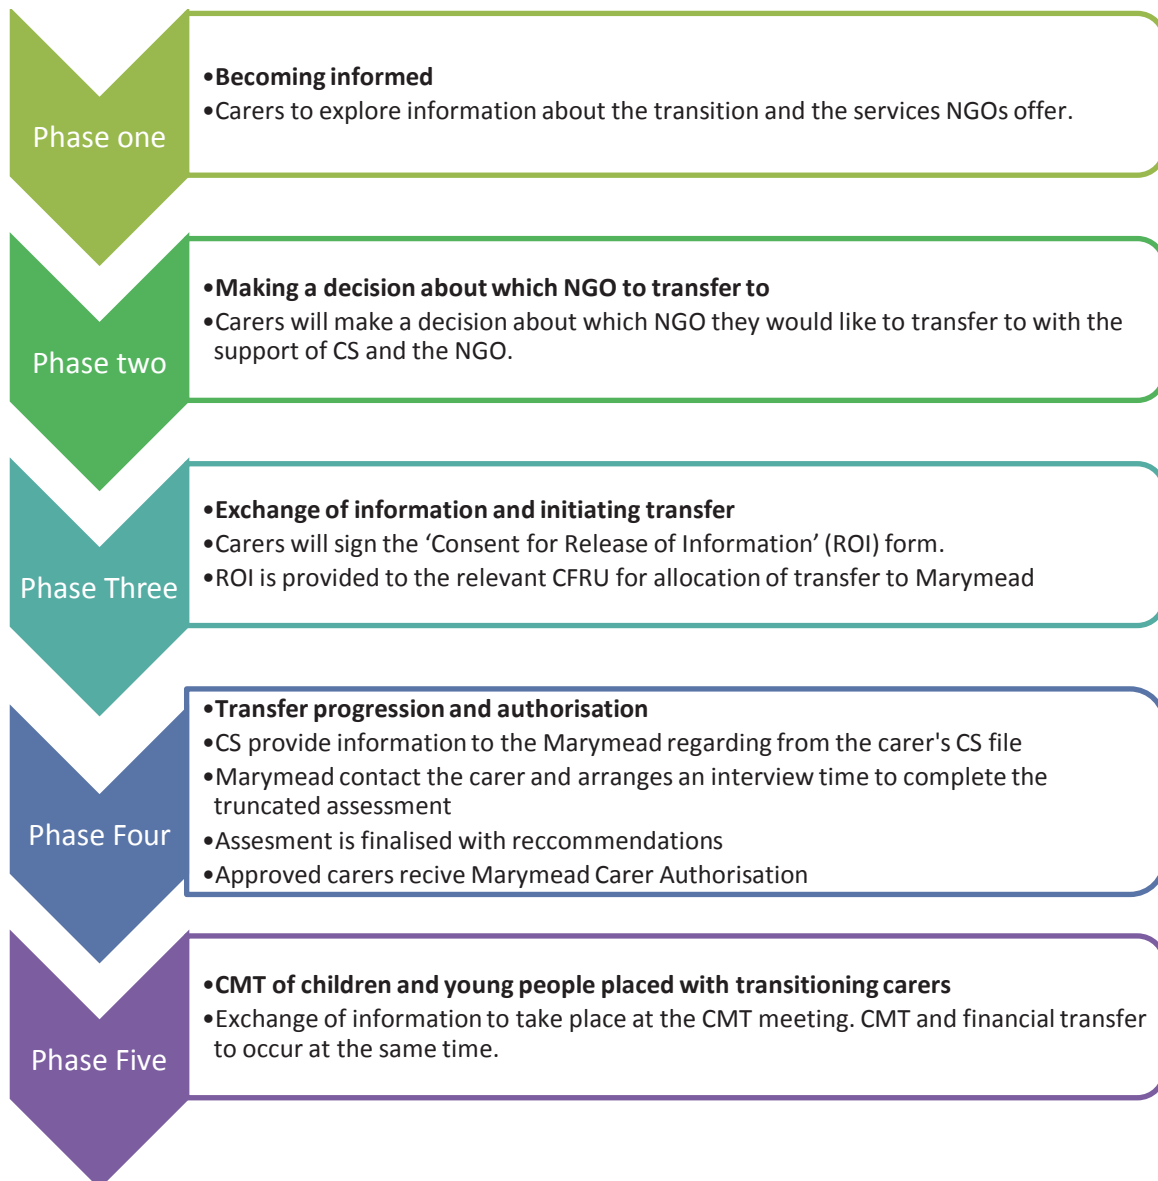 Phase one
•Becoming informed
•Carers to explore information about the transition and the services NGOs offer.
Phase two
•Making a decision about which NGO to transfer to
•Carers will make a decision about which NGO they would like to transfer to with the
support of CS and the NGO.
Phase Three
•Exchange of information and initiating transfer
•Carers will sign the ‘Consent for Release of Information’ (ROI) form.
•ROI is provided to the relevant CFRU for allocation of transfer to Marymead
Phase Four
•Transfer progression and authorisation
•CS provide information to the Marymead regarding from the carer's CS file
•Marymead contact the carer and arranges an interview time to complete the
truncated assessment
•Assesment is finalised with reccommendations
•Approved carers recive Marymead Carer Authorisation
Phase Five
•CMT of children and young people placed with transitioning carers
•Exchange of information to take place at the CMT meeting. CMT and financial transfer
to occur at the same time.